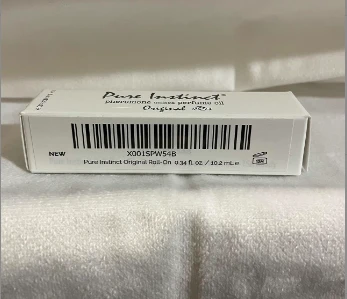 Pure Instinct®
pheromone
perfume oil
Original
NEW
X001SPW54B
Pure Instinct Original Roll-On 0.34 fl oz / 10.2 mL e